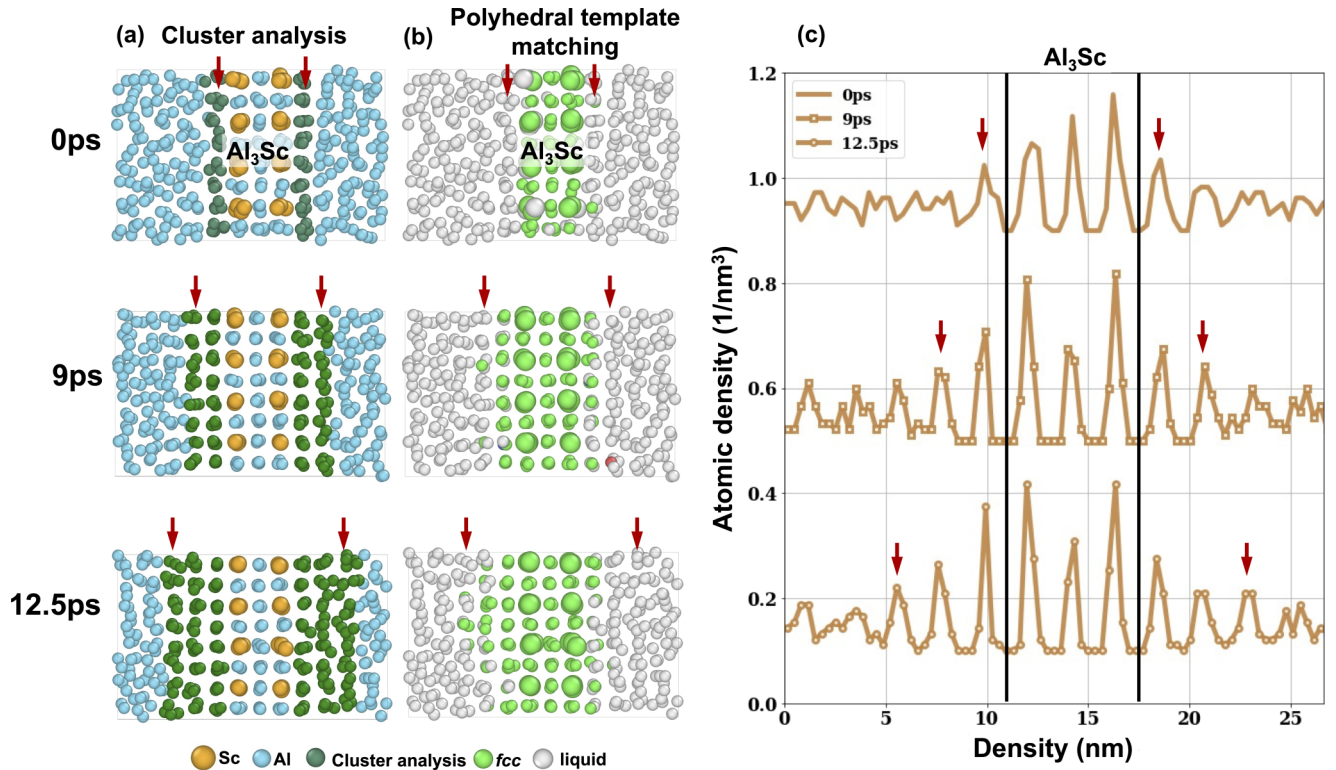 (a)
Cluster analysis
(b)
Polyhedral template
matching
(c)
Al₃Sc
0ps
Al₃Sc
Al₃Sc
9ps
12.5ps
Sc
Al
Cluster analysis
fcc
liquid
0ps
9ps
12.5ps
1.2
1.0
0.8
0.6
0.4
0.2
0.0
Atomic density (1/nm³)
0
5
10
15
20
25
Density (nm)